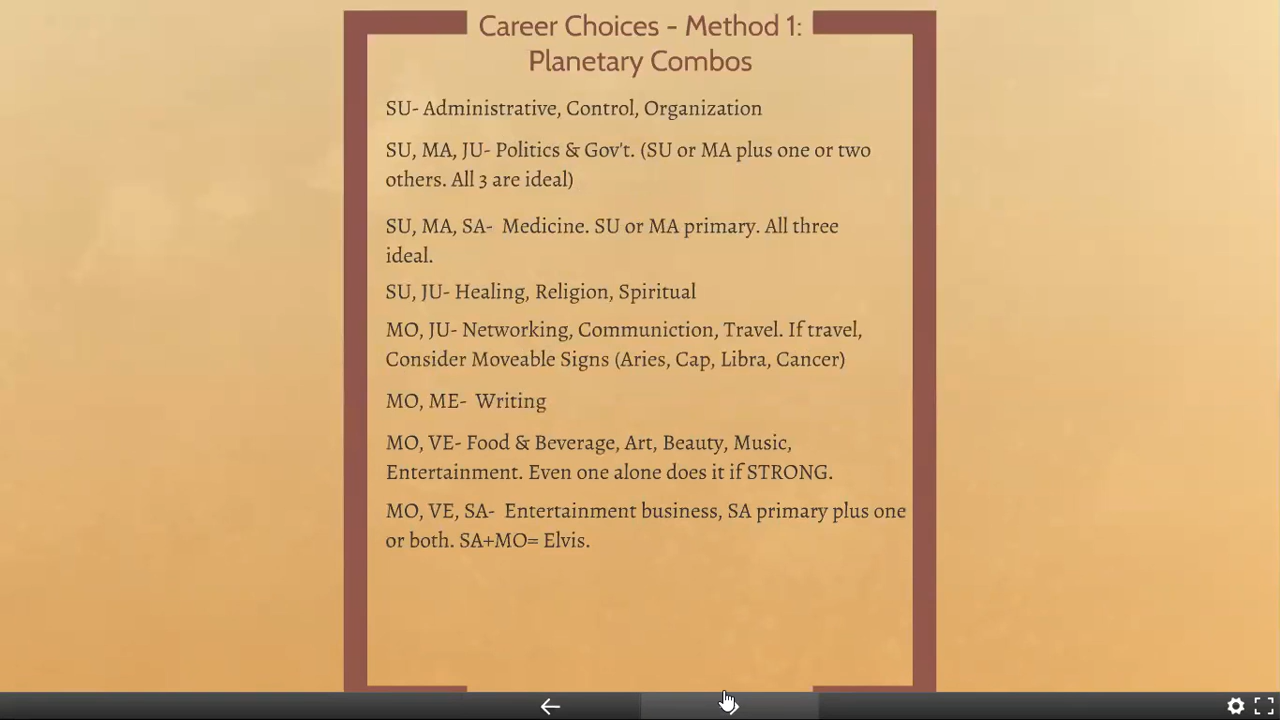 Career Choices - Method 1:
Planetary Combos
SU- Administrative, Control, Organization
SU, MA, JU- Politics & Gov't. (SU or MA plus one or two
others. All 3 are ideal)
SU, MA, SA-  Medicine. SU or MA primary. All three
ideal.
SU, JU- Healing, Religion, Spiritual
MO, JU- Networking, Communiction, Travel. If travel,
Consider Moveable Signs (Aries, Cap, Libra, Cancer)
MO, ME-  Writing
MO, VE- Food & Beverage, Art, Beauty, Music,
Entertainment. Even one alone does it if STRONG.
MO, VE, SA-  Entertainment business, SA primary plus one
or both. SA+MO= Elvis.